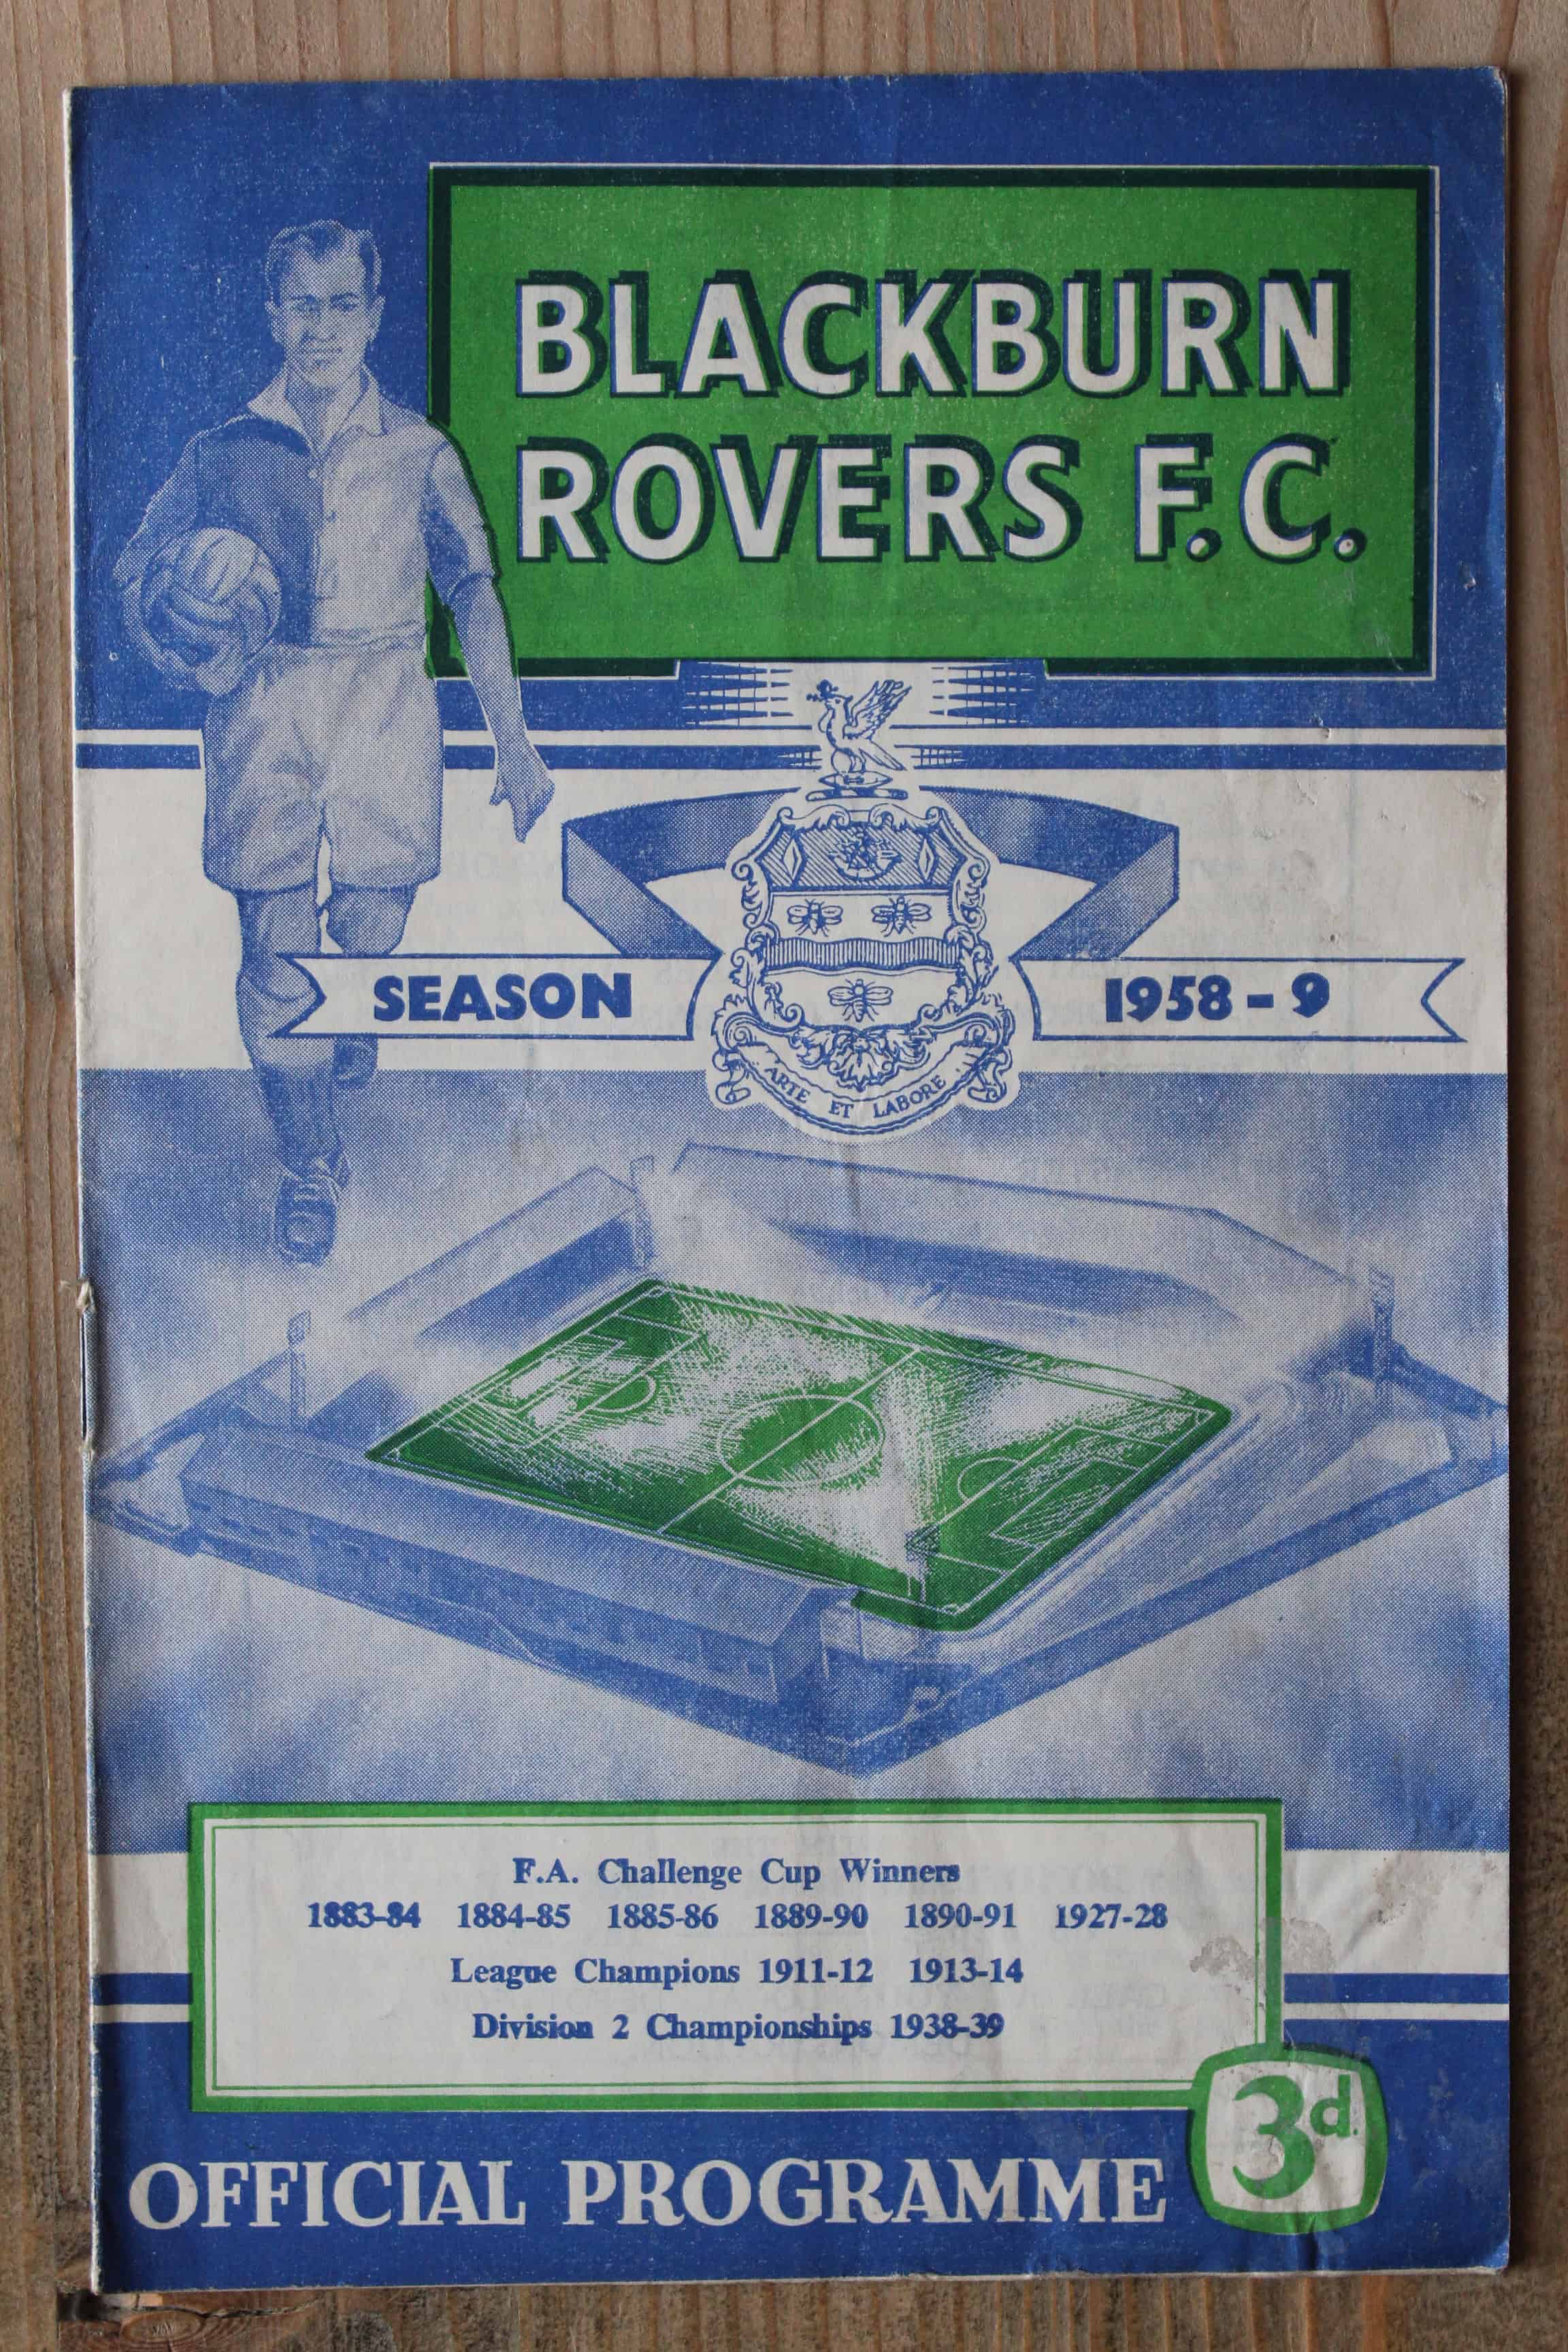 BLACKBURN
ROVERS F.C.
SEASON 1958-9
ARTE ET LABORE
F.A. Challenge Cup Winners
1883-84 1884-85 1885-86 1889-90 1890-91 1927-28
League Champions 1911-12 1913-14
Division 2 Championships 1938-39
3d.
OFFICIAL PROGRAMME